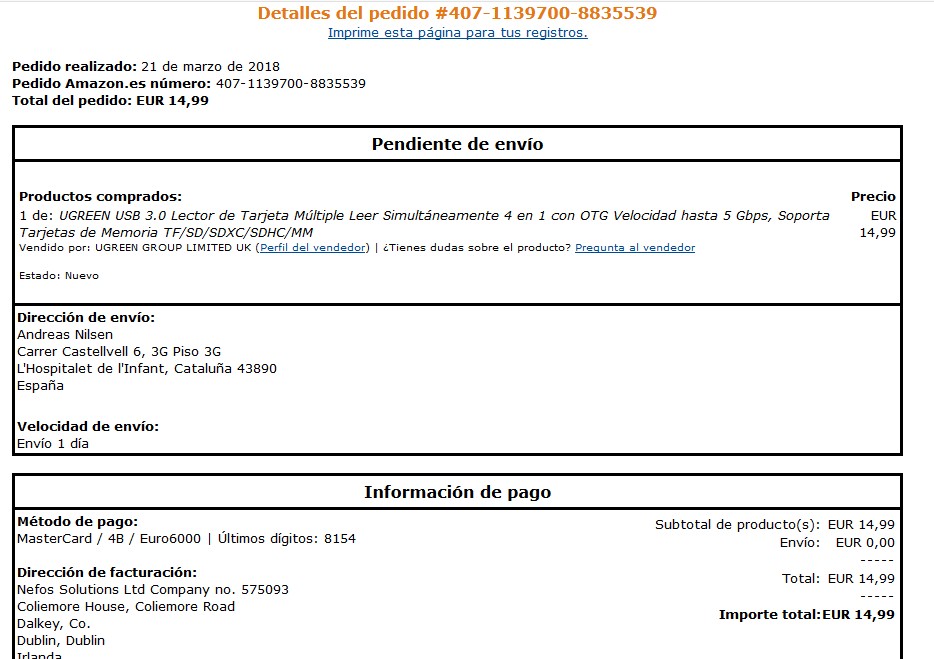 Detalles del pedido #407-1139700-8835539
Imprime esta página para tus registros.
Pedido realizado: 21 de marzo de 2018
Pedido Amazon.es número: 407-1139700-8835539
Total del pedido: EUR 14,99
Pendiente de envío
Productos comprados: Precio
1 de: UGREEN USB 3.0 Lector de Tarjeta Múltiple Leer Simultáneamente 4 en 1 con OTG Velocidad hasta 5 Gbps, Soporta EUR
Tarjetas de Memoria TF/SD/SDXC/SDHC/MM 14,99
Vendido por: UGREEN GROUP LIMITED UK (Perfil del vendedor) | ¿Tienes dudas sobre el producto? Pregunta al vendedor
Estado: Nuevo
Dirección de envío:
Andreas Nilsen
Carrer Castellvell 6, 3G Piso 3G
L'Hospitalet de l'Infant, Cataluña 43890
España
Velocidad de envío:
Envío 1 día
Información de pago
Método de pago:
MasterCard / 4B / Euro6000 | Últimos dígitos: 8154
Dirección de facturación:
Nefos Solutions Ltd Company no. 575093
Coliemore House, Coliemore Road
Dalkey, Co.
Dublin, Dublin
Irlanda
Subtotal de producto(s): EUR 14,99
Envío: EUR 0,00
-----
Total: EUR 14,99
-----
Importe total:EUR 14,99